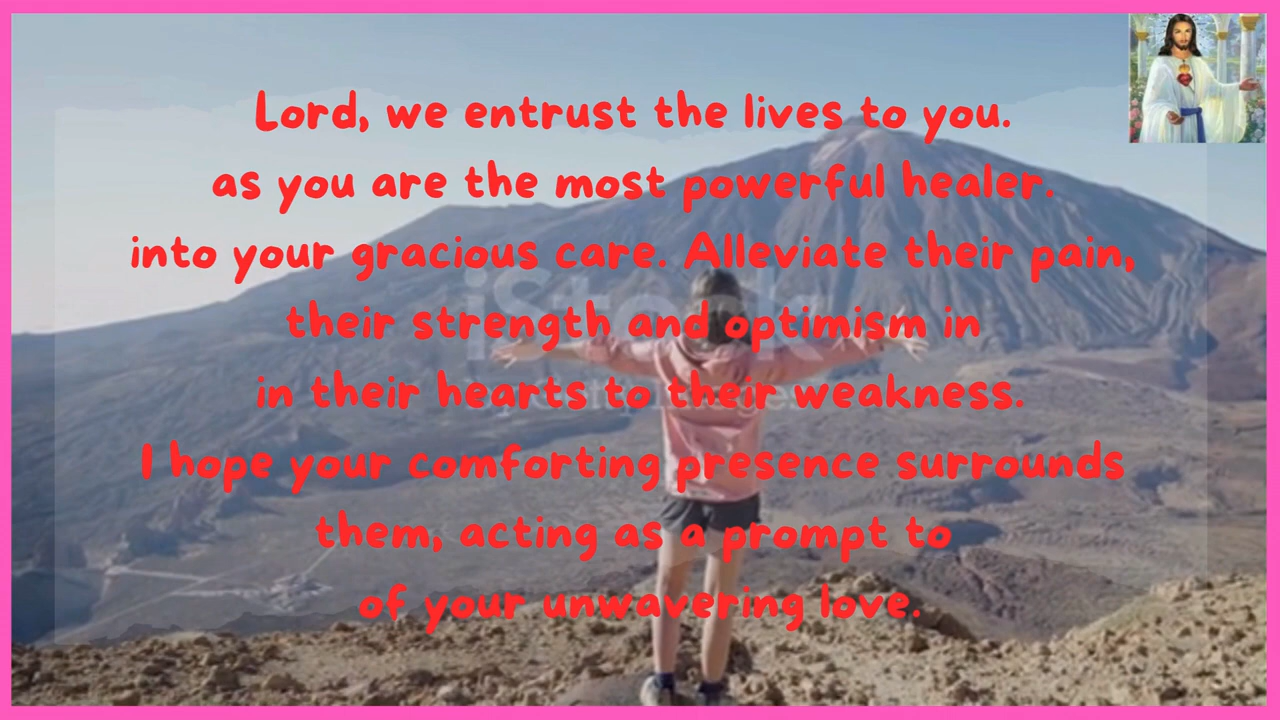 Lord, we entrust the lives to you.
as you are the most powerful healer.
into your gracious care. Alleviate their pain,
their strength and optimism in
in their hearts to their weakness.
I hope your comforting presence surrounds
them, acting as a prompt to
of your unwavering love.
iStock